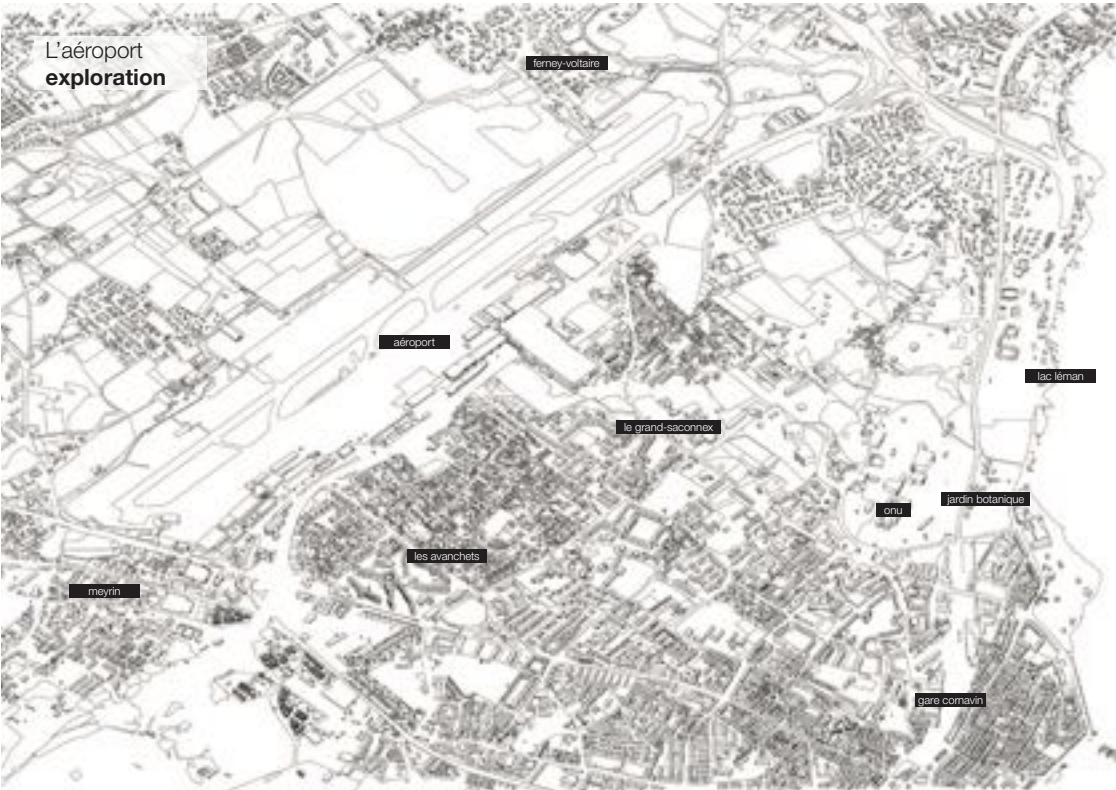 L'aéroport
exploration
ferney-voltaire
aéroport
lac léman
le grand-saconnex
jardin botanique
onu
les avanchets
meyrin
gare cornavin